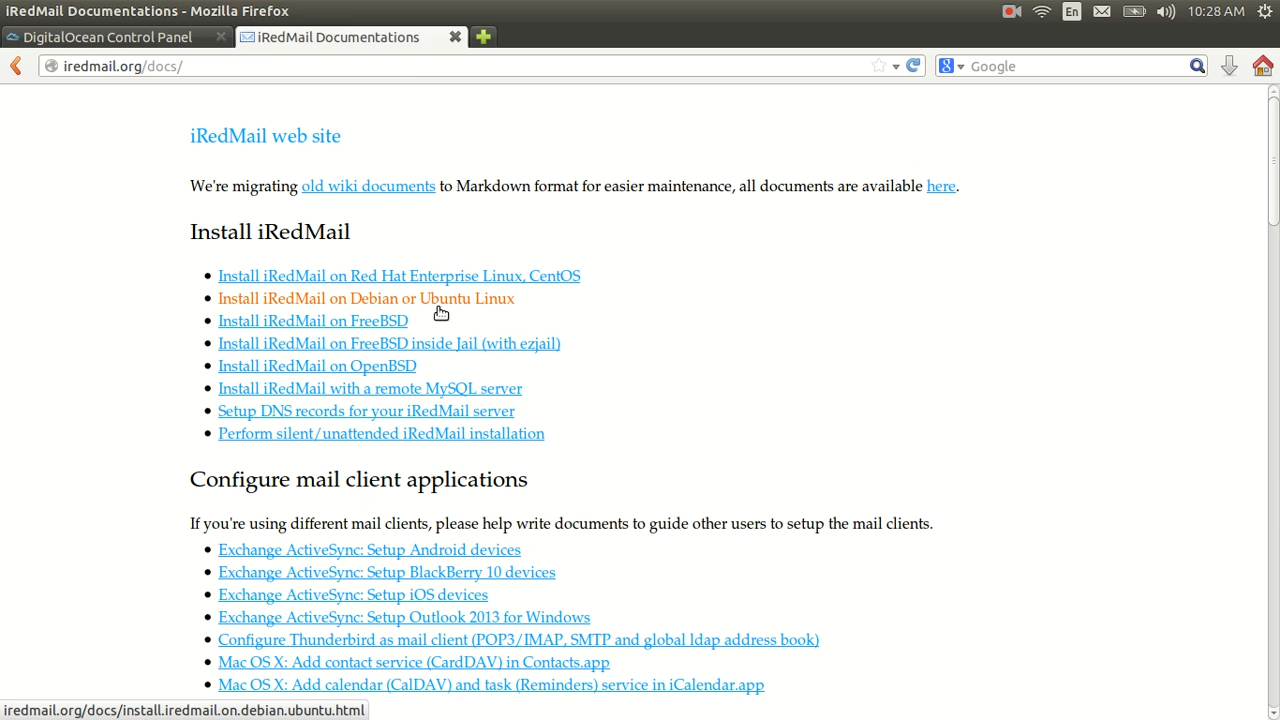 iRedMail Documentations - Mozilla Firefox
En
10:28 AM
DigitalOcean Control Panel
iRedMail Documentations
iredmail.org/docs/
Google
iRedMail web site
We're migrating old wiki documents to Markdown format for easier maintenance, all documents are available here.
Install iRedMail
Install iRedMail on Red Hat Enterprise Linux, CentOS
Install iRedMail on Debian or Ubuntu Linux
Install iRedMail on FreeBSD
Install iRedMail on FreeBSD inside Jail (with ezjail)
Install iRedMail on OpenBSD
Install iRedMail with a remote MySQL server
Setup DNS records for your iRedMail server
Perform silent/unattended iRedMail installation
Configure mail client applications
If you're using different mail clients, please help write documents to guide other users to setup the mail clients.
Exchange ActiveSync: Setup Android devices
Exchange ActiveSync: Setup BlackBerry 10 devices
Exchange ActiveSync: Setup iOS devices
Exchange ActiveSync: Setup Outlook 2013 for Windows
Configure Thunderbird as mail client (POP3/IMAP, SMTP and global ldap address book)
Mac OS X: Add contact service (CardDAV) in Contacts.app
Mac OS X: Add calendar (CalDAV) and task (Reminders) service in iCalendar.app
iredmail.org/docs/install.iredmail.on.debian.ubuntu.html